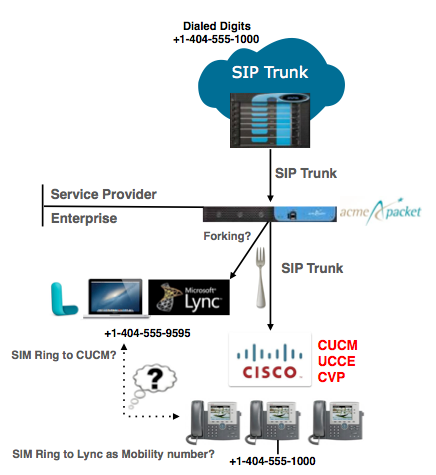 Dialed Digits
+1-404-555-1000
SIP Trunk
SIP Trunk
Service Provider
Enterprise
acme packet
Forking?
SIP Trunk
Microsoft
Lync
+1-404-555-9595
SIM Ring to CUCM?
CISCO
CUCM
UCCE
CVP
?
SIM Ring to Lync as Mobility number?
+1-404-555-1000